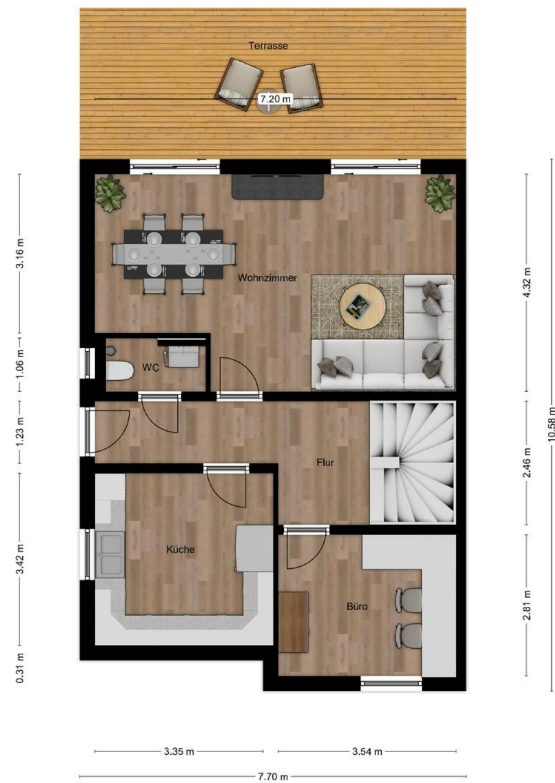 Terrasse
7.20 m
3.16 m
Wohnzimmer
4.32 m
1.06 m
WC
10.58 m
1.23 m
Flur
2.46 m
3.42 m
Küche
Büro
2.81 m
0.31 m
3.35 m
3.54 m
7.70 m